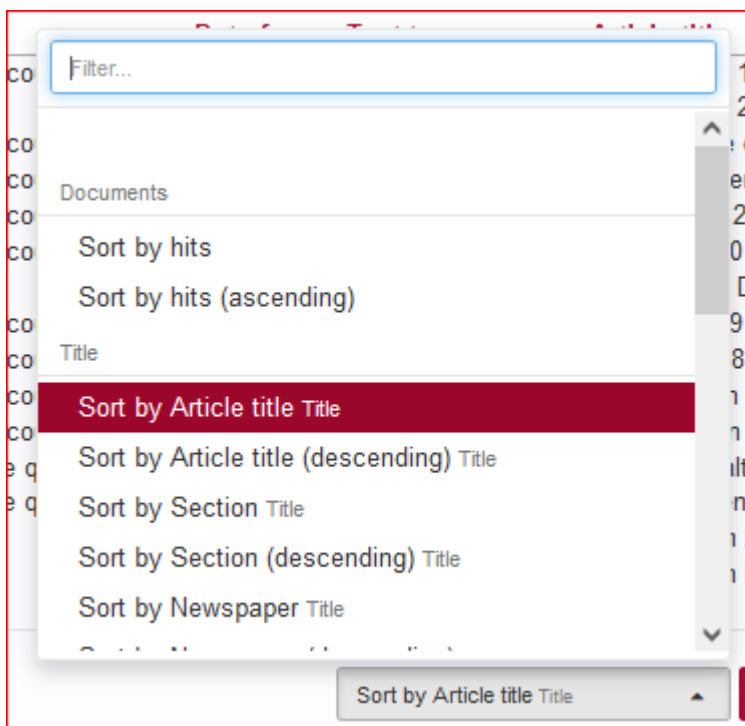 Filter...
Documents
Sort by hits
Sort by hits (ascending)
Title
Sort by Article title Title
Sort by Article title (descending) Title
Sort by Section Title
Sort by Section (descending) Title
Sort by Newspaper Title
Sort by Article title Title